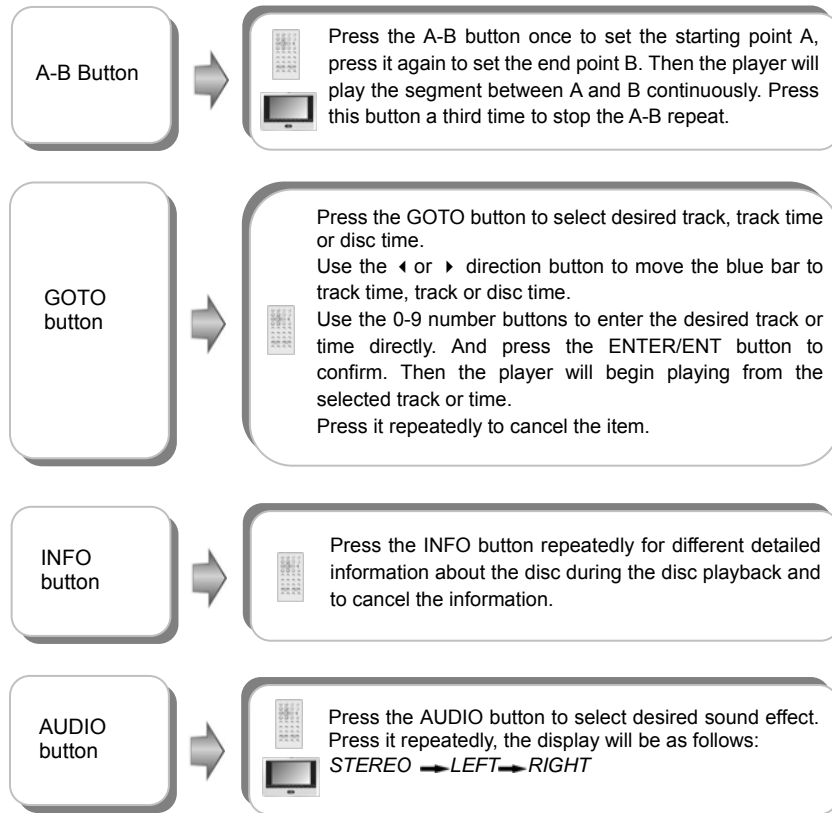 A-B Button
Press the A-B button once to set the starting point A,
press it again to set the end point B. Then the player will
play the segment between A and B continuously. Press
this button a third time to stop the A-B repeat.
GOTO
button
Press the GOTO button to select desired track, track time
or disc time.
Use the ◂ or ▸ direction button to move the blue bar to
track time, track or disc time.
Use the 0-9 number buttons to enter the desired track or
time directly. And press the ENTER/ENT button to
confirm. Then the player will begin playing from the
selected track or time.
Press it repeatedly to cancel the item.
INFO
button
Press the INFO button repeatedly for different detailed
information about the disc during the disc playback and
to cancel the information.
AUDIO
button
Press the AUDIO button to select desired sound effect.
Press it repeatedly, the display will be as follows:
STEREO → LEFT → RIGHT